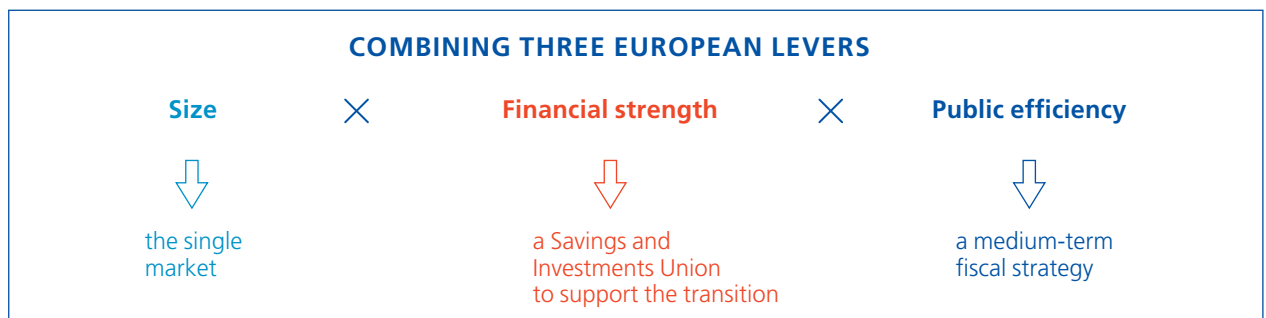 COMBINING THREE EUROPEAN LEVERS
Size × Financial strength × Public efficiency
the single
market
a Savings and
Investments Union
to support the transition
a medium-term
fiscal strategy